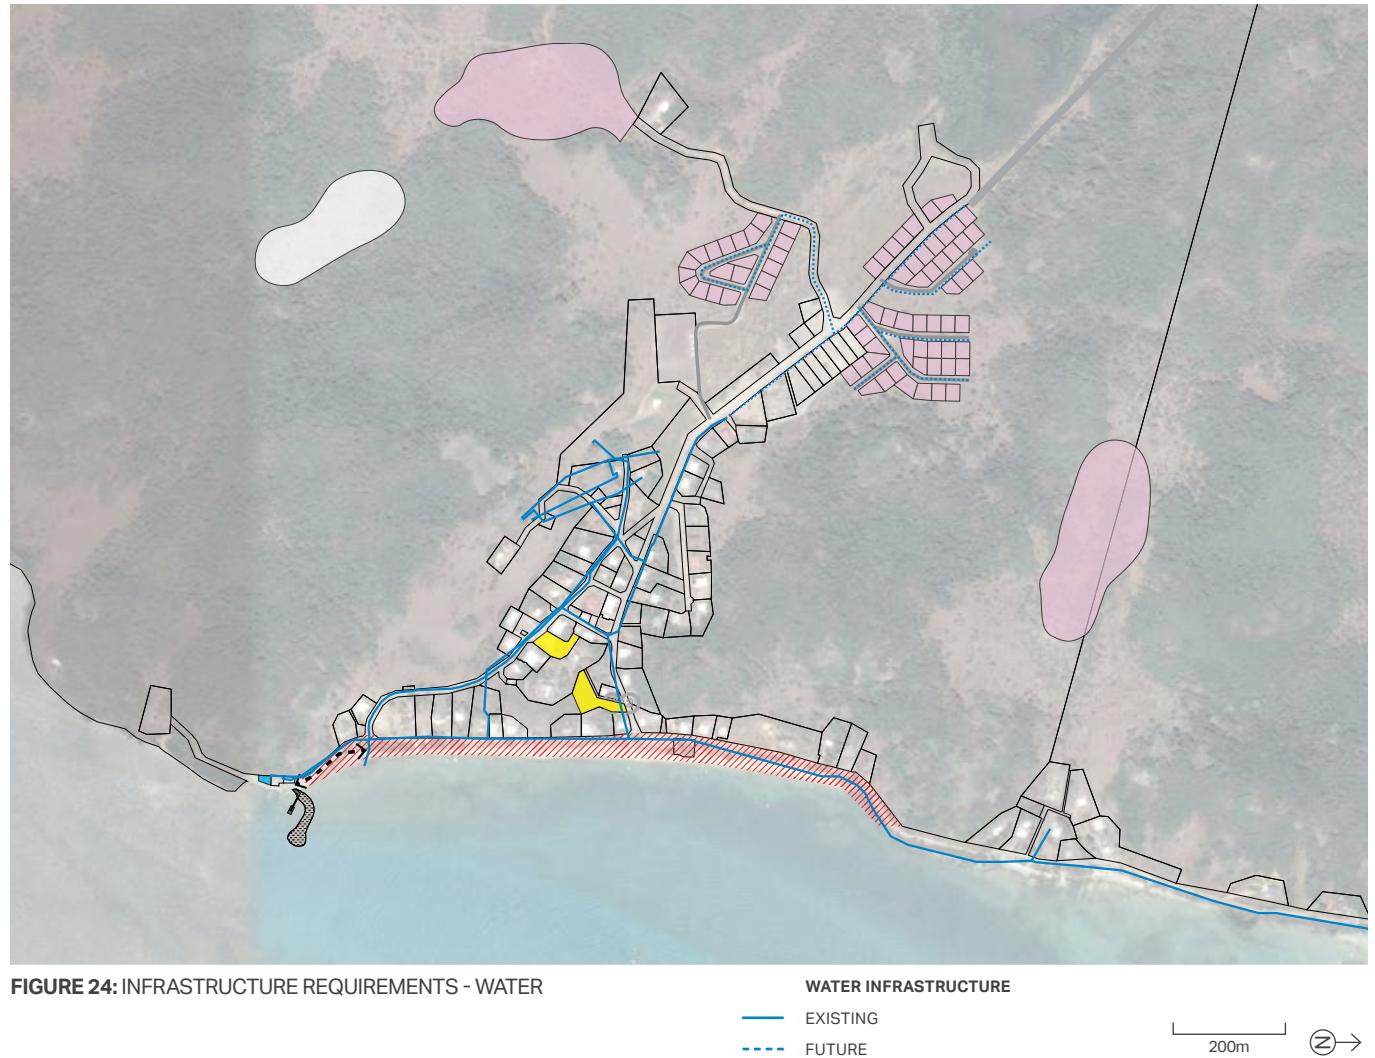 FIGURE 24: INFRASTRUCTURE REQUIREMENTS - WATER
WATER INFRASTRUCTURE
EXISTING
FUTURE
200m
N